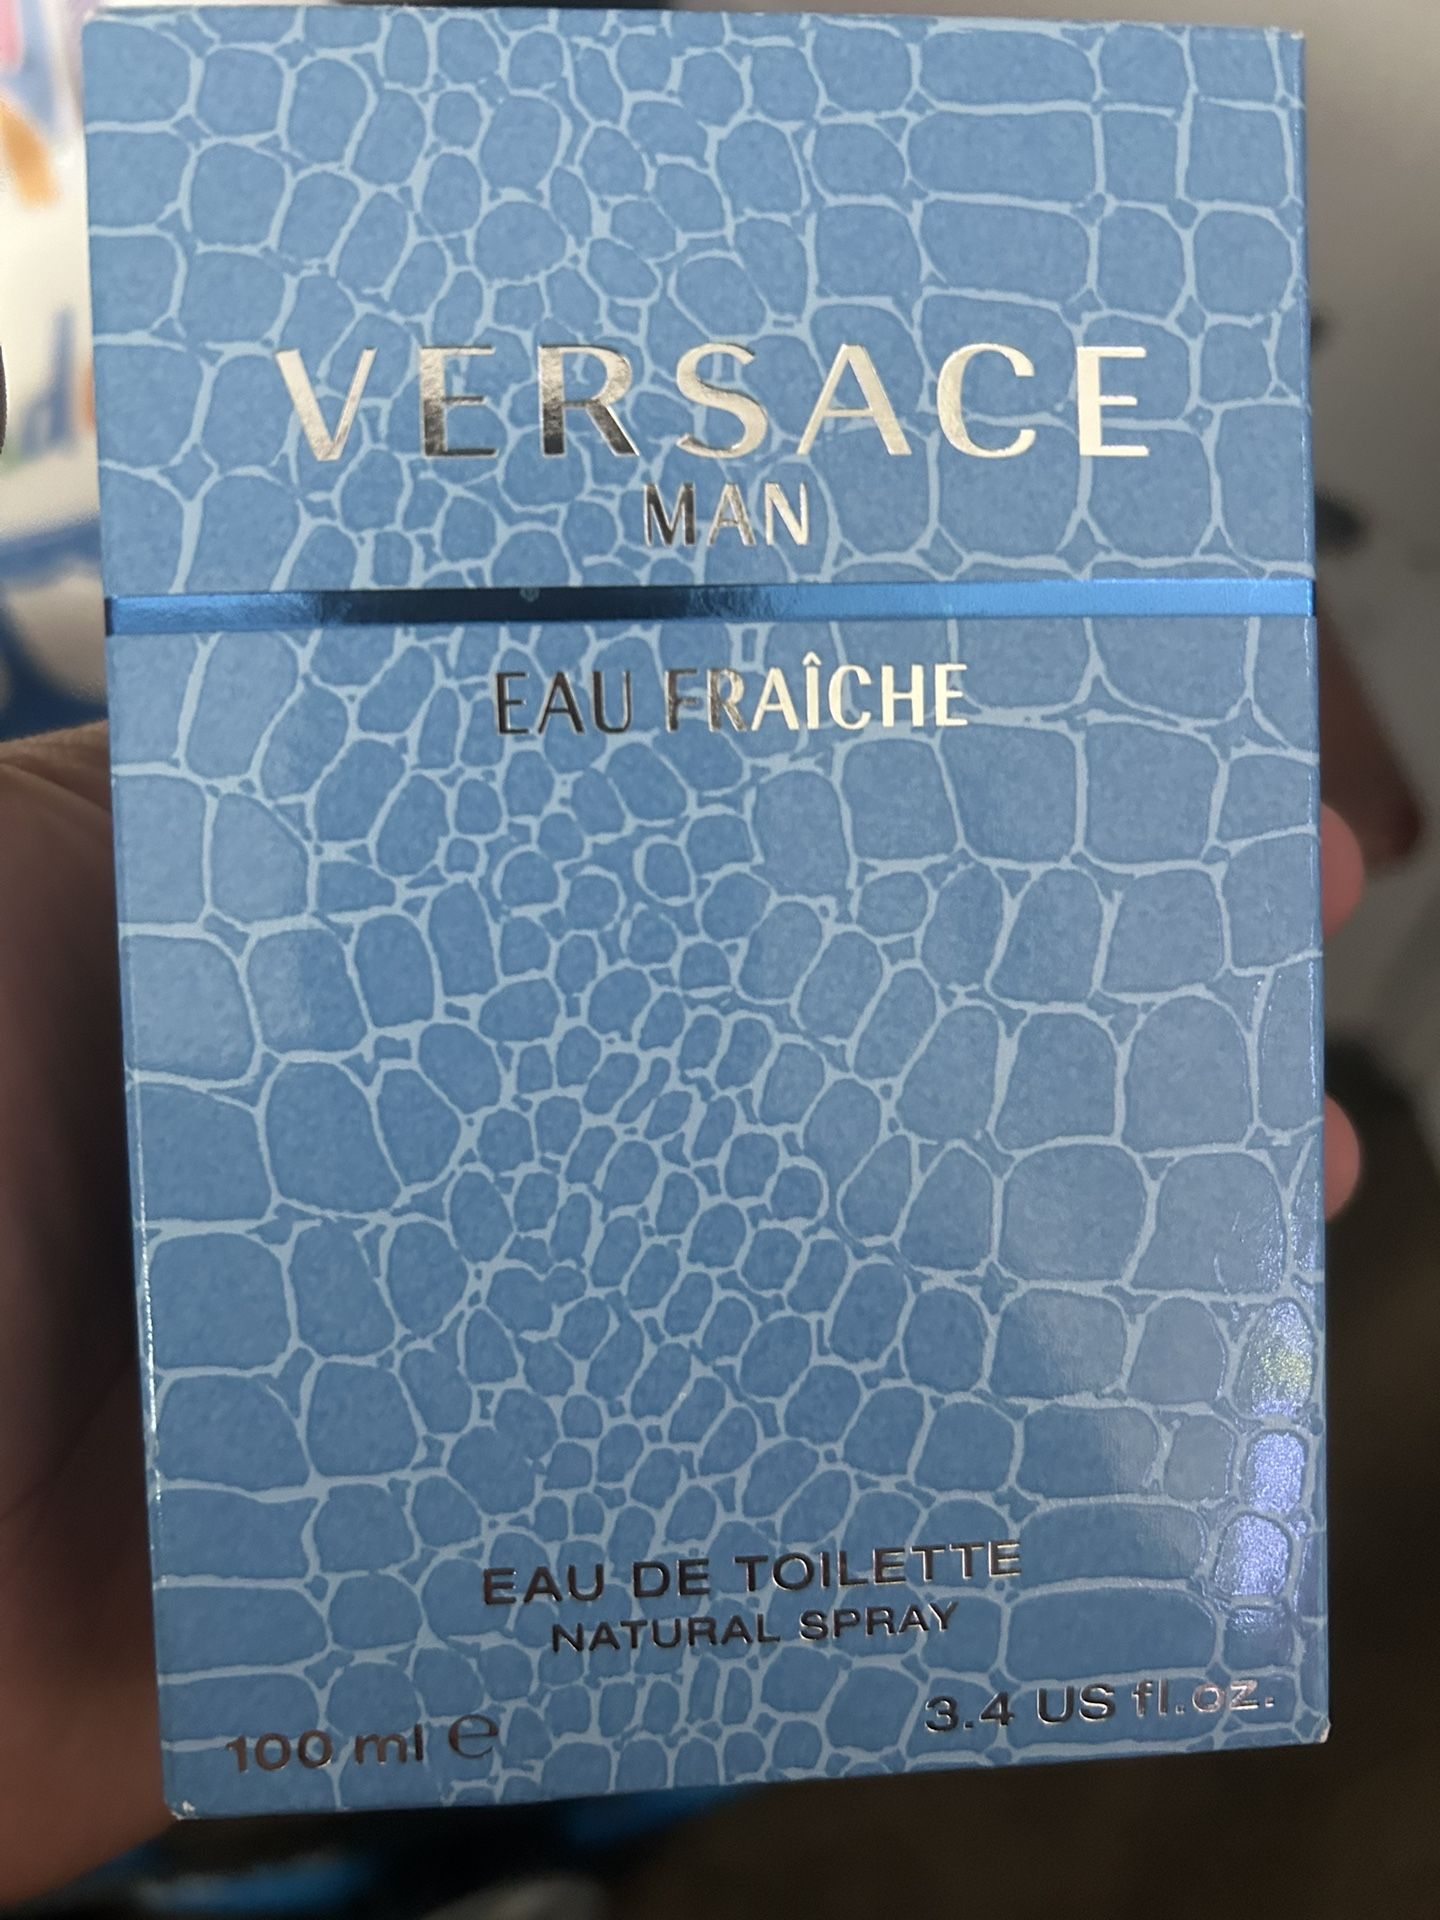 VERSACE
MAN
EAU FRAÎCHE
EAU DE TOILETTE
NATURAL SPRAY
100 ml ℮
3.4 US fl.oz.